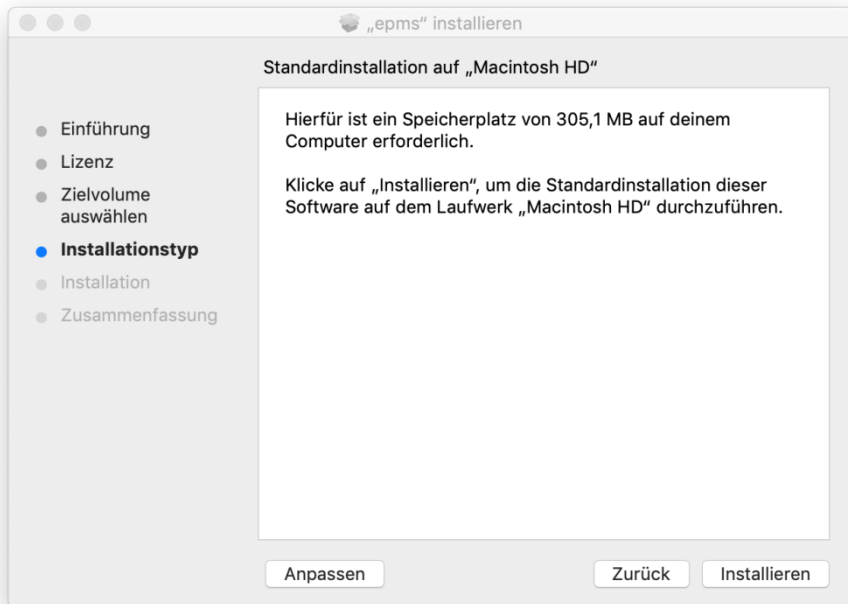 „epms“ installieren
Standardinstallation auf „Macintosh HD“
Einführung
Lizenz
Zielvolume
auswählen
Installationstyp
Installation
Zusammenfassung
Hierfür ist ein Speicherplatz von 305,1 MB auf deinem
Computer erforderlich.
Klicke auf „Installieren“, um die Standardinstallation dieser
Software auf dem Laufwerk „Macintosh HD“ durchzuführen.
Anpassen
Zurück
Installieren